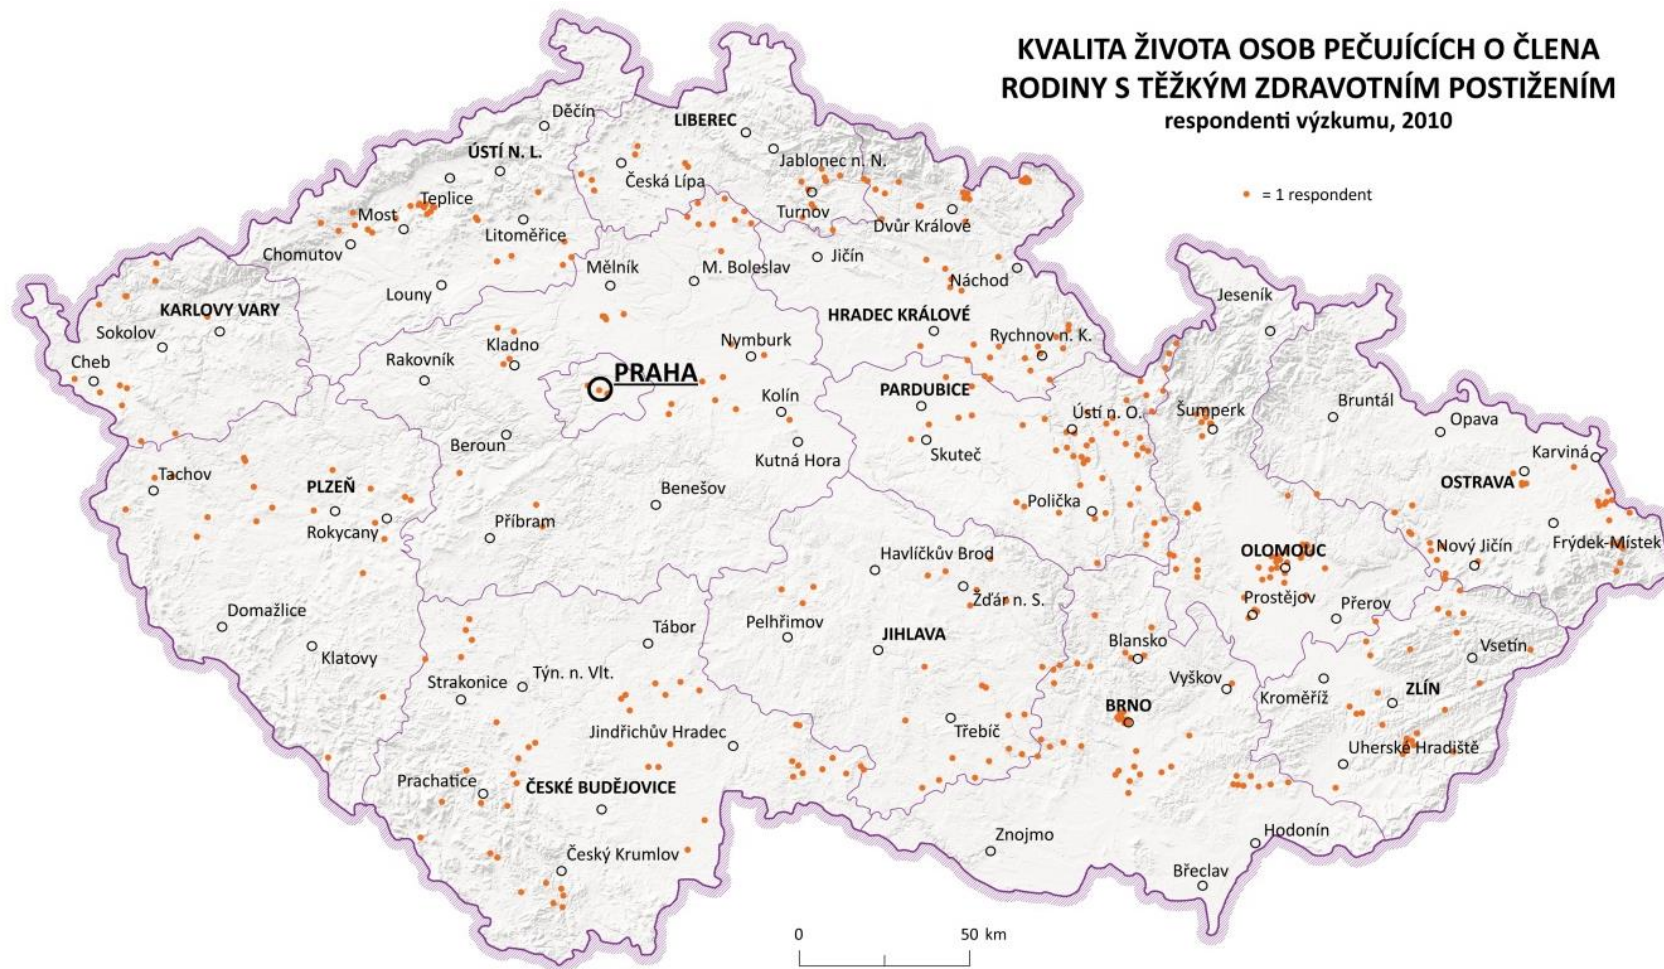 KVALITA ŽIVOTA OSOB PEČUJÍCÍCH O ČLENA
RODINY S TĚŽKÝM ZDRAVOTNÍM POSTIŽENÍM
respondenti výzkumu, 2010
= 1 respondent
Děčín
LIBEREC
ÚSTÍ N. L.
Jablonec n. N.
Česká Lípa
Teplice
Most
Turnov
Dvůr Králové
Litoměřice
Chomutov
Mělník
M. Boleslav
Jičín
Náchod
Louny
Jeseník
KARLOVY VARY
HRADEC KRÁLOVÉ
Sokolov
Rychnov n. K.
Nymburk
Kladno
Rakovník
Cheb
PRAHA
PARDUBICE
Kolín
Bruntál
Ústí n. O.
Šumperk
Opava
Beroun
Skuteč
Karviná
Kutná Hora
Tachov
PLZEŇ
OSTRAVA
Benešov
Polička
Rokycany
Příbram
Frýdek-Místek
Nový Jičín
OLOMOUC
Havlíčkův Brod
Žďár n. S.
Prostějov
Přerov
Domažlice
Pelhřimov
Tábor
JIHLAVA
Blansko
Vsetín
Klatovy
Týn. n. Vlt.
Vyškov
Strakonice
Kroměříž
ZLÍN
BRNO
Třebíč
Jindřichův Hradec
Uherské Hradiště
Prachatice
ČESKÉ BUDĚJOVICE
Hodonín
Znojmo
Český Krumlov
Břeclav
0 50 km